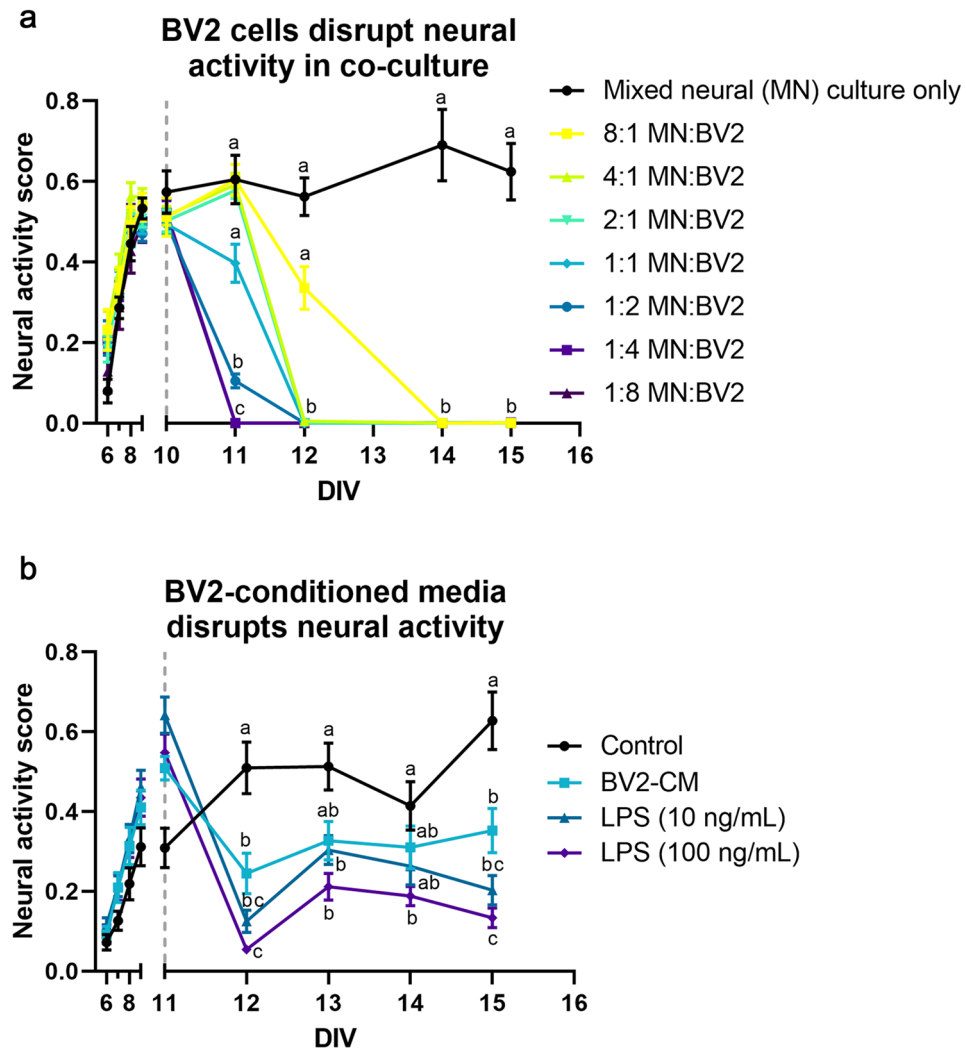 a
BV2 cells disrupt neural
activity in co-culture
Neural activity score
0.8
0.6
0.4
0.2
0.0
a
a
a
a
a
a
b
c
b
b
b
6
8
10
11
12
13
14
15
16
DIV
Mixed neural (MN) culture only
8:1 MN:BV2
4:1 MN:BV2
2:1 MN:BV2
1:1 MN:BV2
1:2 MN:BV2
1:4 MN:BV2
1:8 MN:BV2
b
BV2-conditioned media
disrupts neural activity
Neural activity score
0.8
0.6
0.4
0.2
0.0
a
a
a
a
b
ab
ab
b
bc
b
ab
bc
c
b
b
c
6
8
11
12
13
14
15
16
DIV
Control
BV2-CM
LPS (10 ng/mL)
LPS (100 ng/mL)